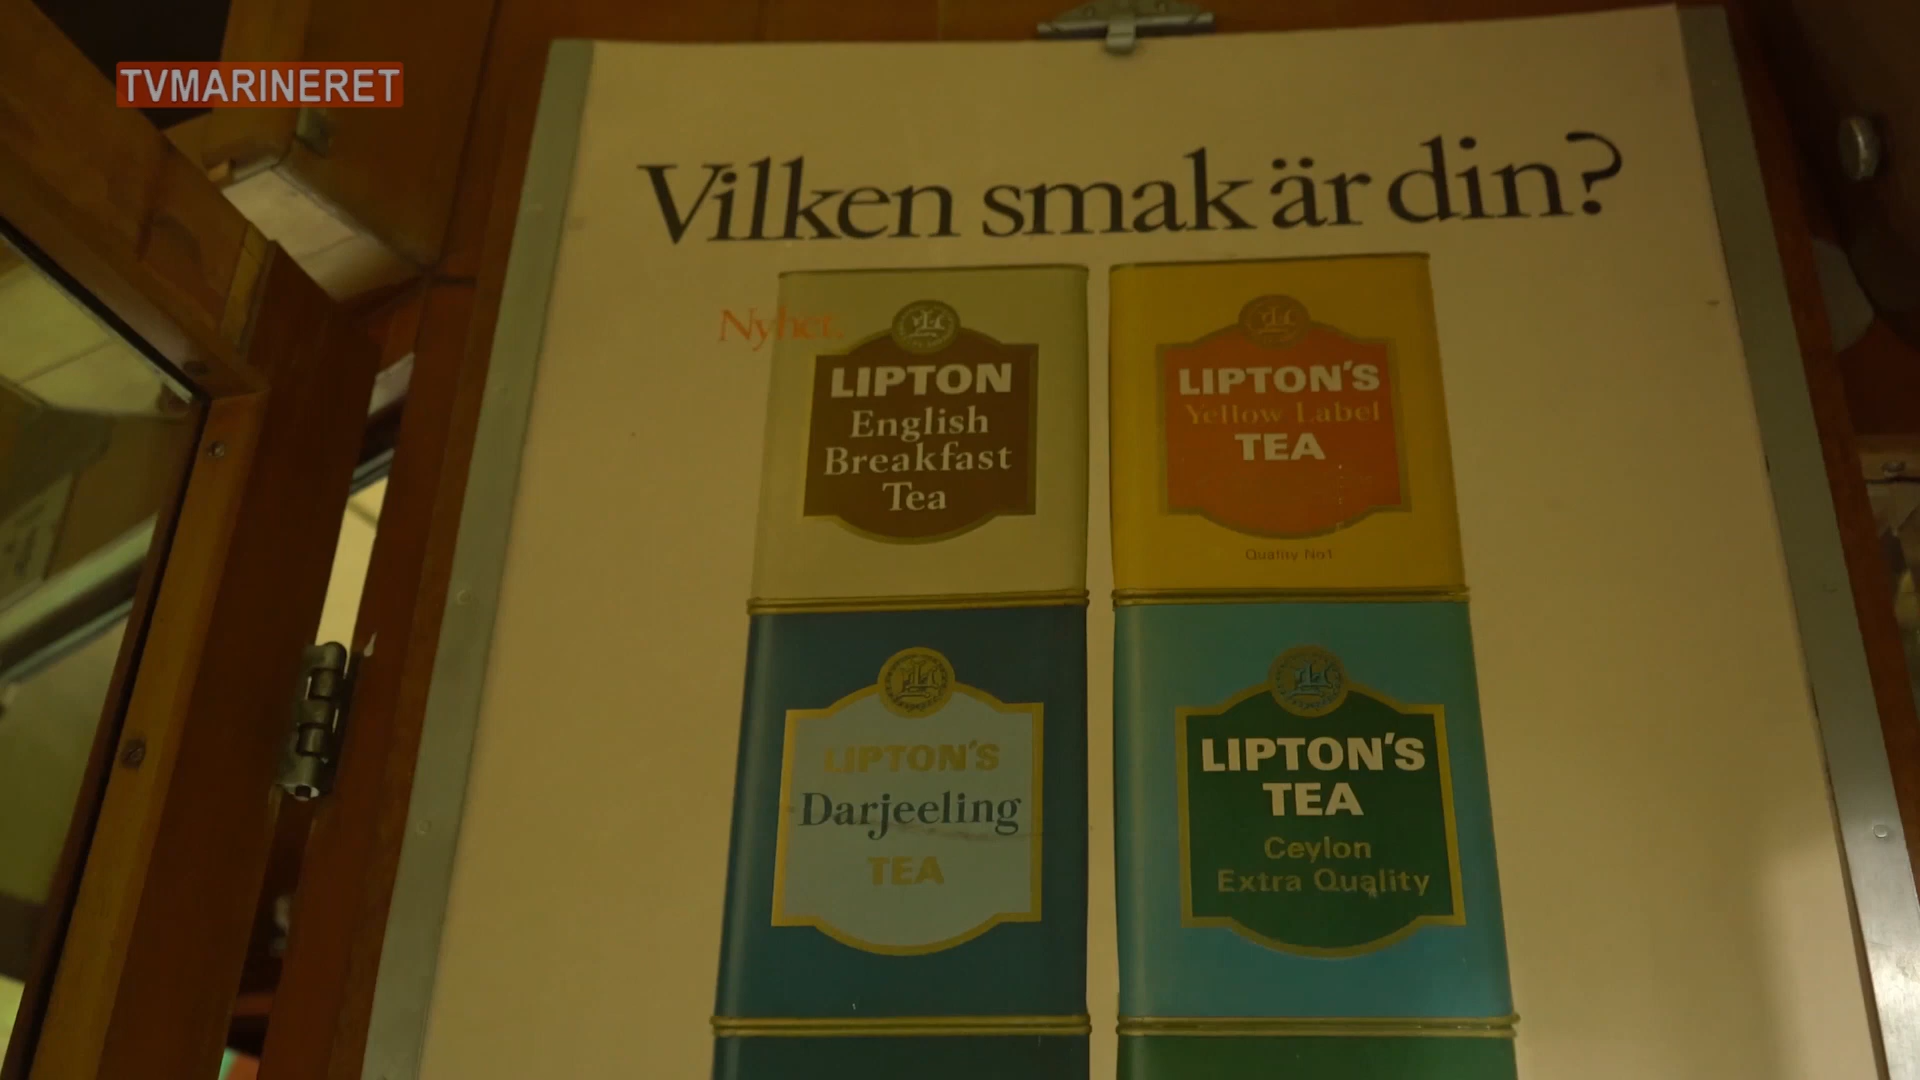 TVMARINERET
Vilken smak är din?
Nyhet.
LIPTON
English
Breakfast
Tea
LIPTON'S
Yellow Label
TEA
Quality No1
LIPTON'S
Darjeeling
TEA
LIPTON'S
TEA
Ceylon
Extra Quality